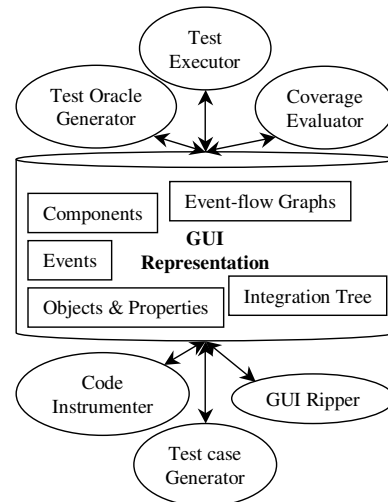 Test
Executor
Test Oracle
Generator
Coverage
Evaluator
Event-flow Graphs
Components
GUI
Representation
Events
Integration Tree
Objects & Properties
Code
Instrumenter
GUI Ripper
Test case
Generator